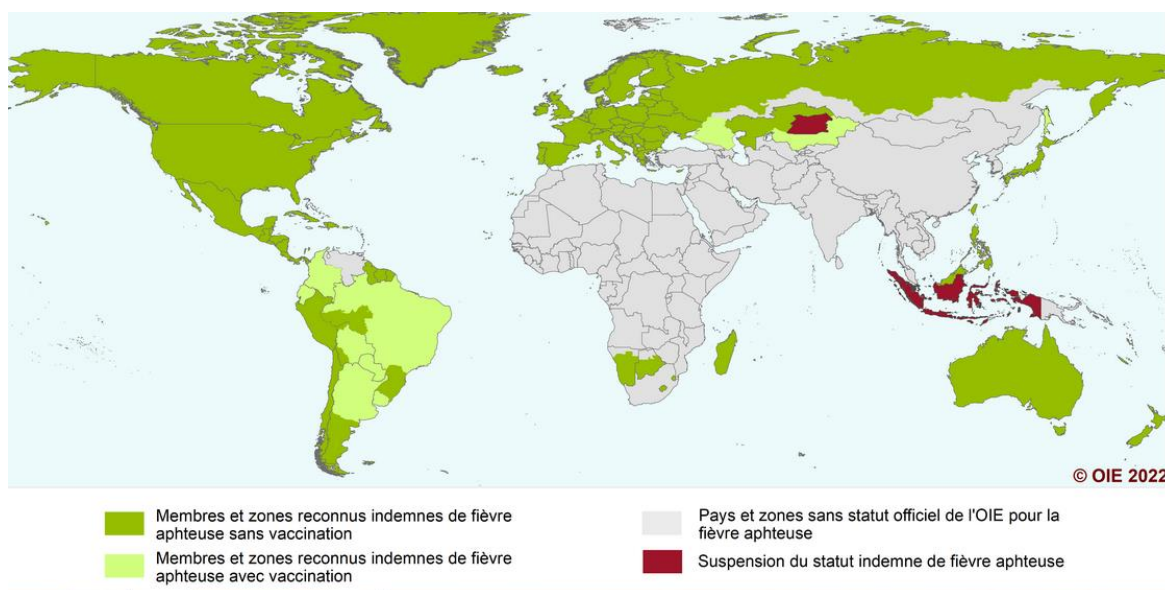 © OIE 2022
Membres et zones reconnus indemnes de fièvre
aphteuse sans vaccination
Membres et zones reconnus indemnes de fièvre
aphteuse avec vaccination
Pays et zones sans statut officiel de l'OIE pour la
fièvre aphteuse
Suspension du statut indemne de fièvre aphteuse